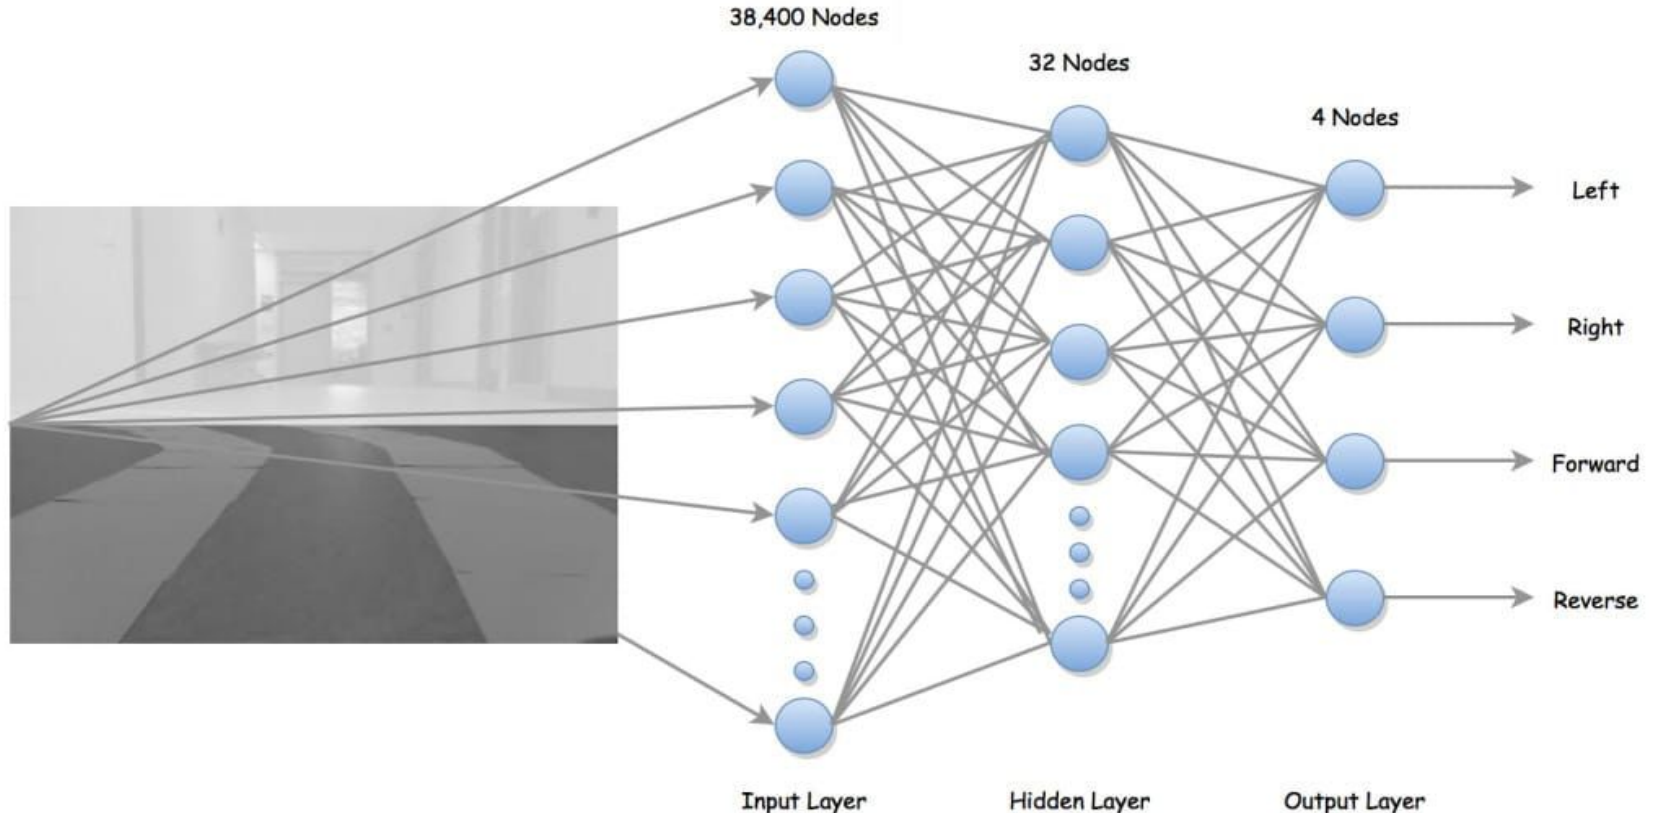 38,400 Nodes
32 Nodes
4 Nodes
Left
Right
Forward
Reverse
Input Layer
Hidden Layer
Output Layer